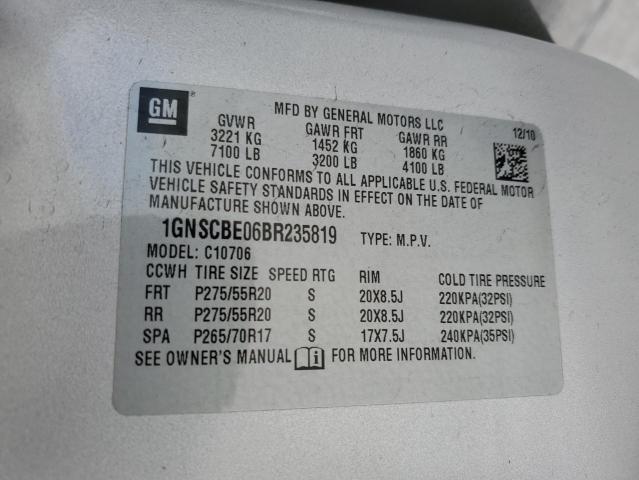 GM®
MFD BY GENERAL MOTORS LLC
GVWR GAWR FRT GAWR RR 12/10
3221 KG 1452 KG 1860 KG
7100 LB 3200 LB 4100 LB
THIS VEHICLE CONFORMS TO ALL APPLICABLE U.S. FEDERAL MOTOR
VEHICLE SAFETY STANDARDS IN EFFECT ON THE DATE OF
MANUFACTURE SHOWN ABOVE.
1GNSCBE06BR235819 TYPE: M.P.V.
MODEL: C10706
CCWH TIRE SIZE SPEED RTG RIM COLD TIRE PRESSURE
FRT P275/55R20 S 20X8.5J 220KPA(32PSI)
RR P275/55R20 S 20X8.5J 220KPA(32PSI)
SPA P265/70R17 S 17X7.5J 240KPA(35PSI)
SEE OWNER'S MANUAL i FOR MORE INFORMATION.